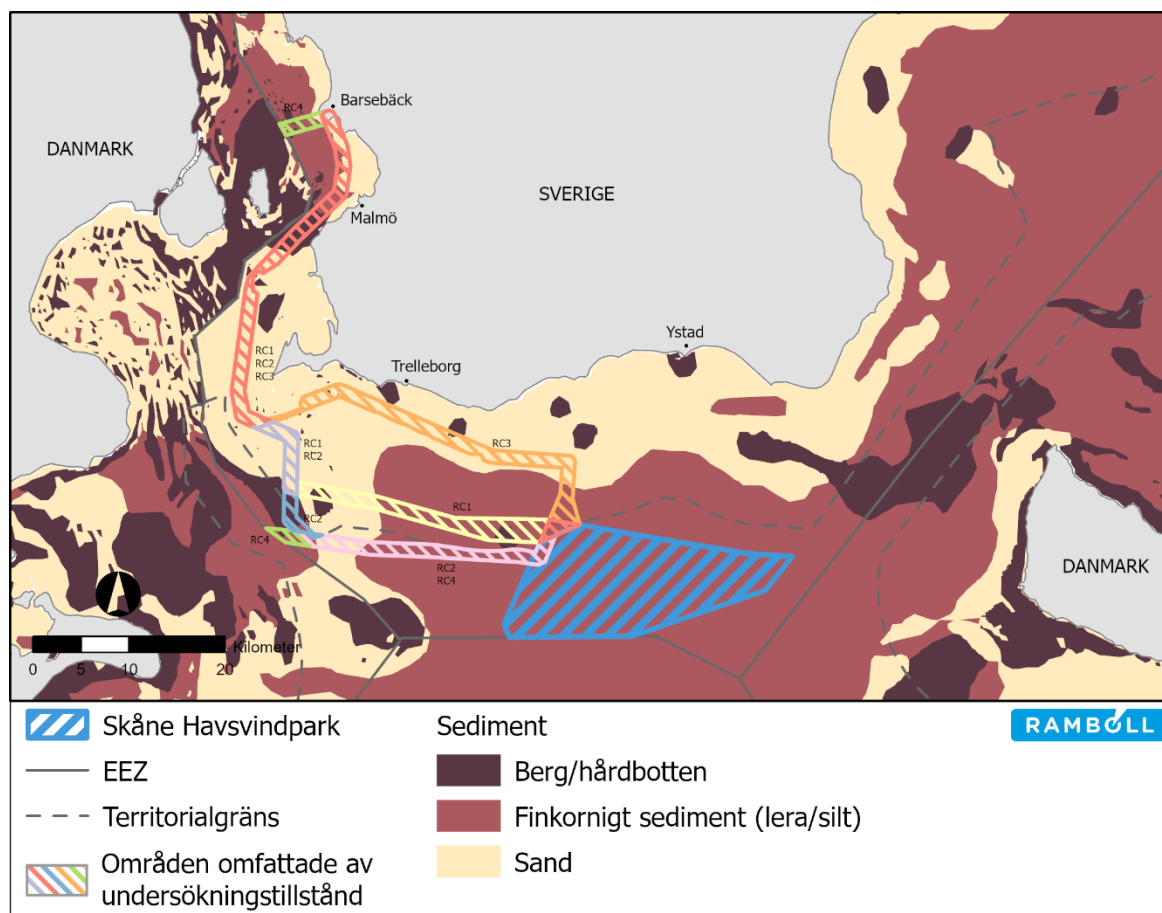 RC4
Barsebäck
DANMARK
SVERIGE
Malmö
Ystad
RC1
RC2
RC3
Trelleborg
RC1
RC2
RC3
RC1
RC2
RC4
RC2
RC4
DANMARK
Kilometer
0 5 10 20
Skåne Havsvindpark
EEZ
Territorialgräns
Områden omfattade av
undersökningstillstånd
Sediment
Berg/hårdbotten
Finkornigt sediment (lera/silt)
Sand
RAMBOLL